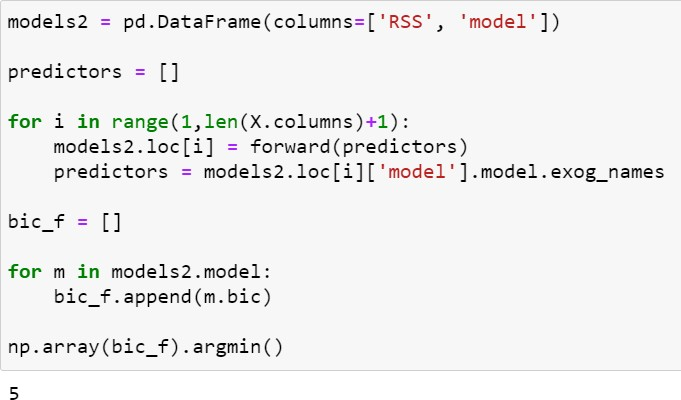 models2 = pd.DataFrame(columns=['RSS', 'model'])
predictors = []
for i in range(1,len(X.columns)+1):
    models2.loc[i] = forward(predictors)
    predictors = models2.loc[i]['model'].model.exog_names
bic_f = []
for m in models2.model:
    bic_f.append(m.bic)
np.array(bic_f).argmin()
5